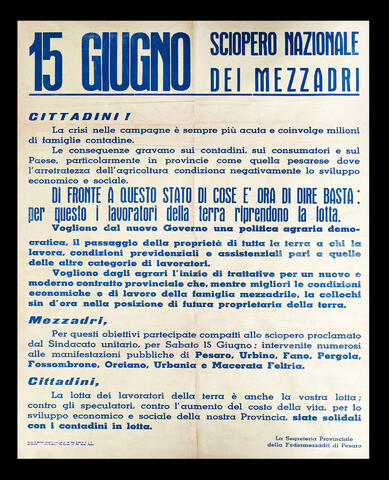 15 GIUGNO
SCIOPERO NAZIONALE
DEI MEZZADRI
CITTADINI!
La crisi nelle campagne è sempre più acuta e coinvolge milioni
di famiglie contadine.
Le conseguenze gravano sui contadini, sui consumatori e sul
Paese, particolarmente in provincie come quella pesarese dove
l'arretratezza dell'agricoltura condiziona negativamente lo sviluppo
economico e sociale.
DI FRONTE A QUESTO STATO DI COSE E' ORA DI DIRE BASTA:
per questo i lavoratori della terra riprendono la lotta.
Vogliono dal nuovo Governo una politica agraria demo-
cratica, il passaggio della proprietà di tutta la terra a chi la
lavora, condizioni previdenziali e assistenziali pari a quelle
delle altre categorie di lavoratori.
Vogliono dagli agrari l'inizio di trattative per un nuovo e
moderno contratto provinciale che, mentre migliori le condizioni
economiche e di lavoro della famiglia mezzadrile, la collochi
sin d'ora nella posizione di futura proprietaria della terra.
Mezzadri,
Per questi obiettivi partecipate compatti allo sciopero proclamato
dal Sindacato unitario, per Sabato 15 Giugno; intervenite numerosi
alle manifestazioni pubbliche di Pesaro, Urbino, Fano, Pergola,
Fossombrone, Orciano, Urbania e Macerata Feltria.
Cittadini,
La lotta dei lavoratori della terra è anche la vostra lotta;
contro gli speculatori, contro l'aumento del costo della vita, per lo
sviluppo economico e sociale della nostra Provincia, siate solidali
con i contadini in lotta.
La Segreteria Provinciale
della Federmezzadri di Pesaro